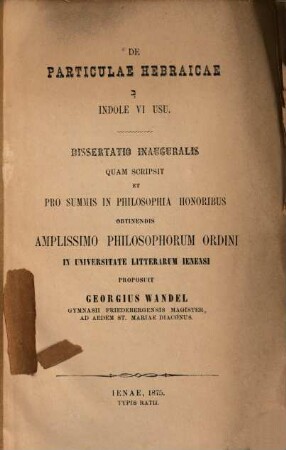 DE
PARTICULAE HEBRAICAE
בְּ
INDOLE VI USU.
DISSERTATIO INAUGURALIS
QUAM SCRIPSIT
ET
PRO SUMMIS IN PHILOSOPHIA HONORIBUS
OBTINENDIS
AMPLISSIMO PHILOSOPHORUM ORDINI
IN UNIVERSITATE LITTERARUM IENENSI
PROPOSUIT
GEORGIUS WANDEL
GYMNASII FRIEDEBERGENSIS MAGISTER,
AD AEDEM ST. MARIAE DIACONUS.
IENAE, 1875.
TYPIS RATII.